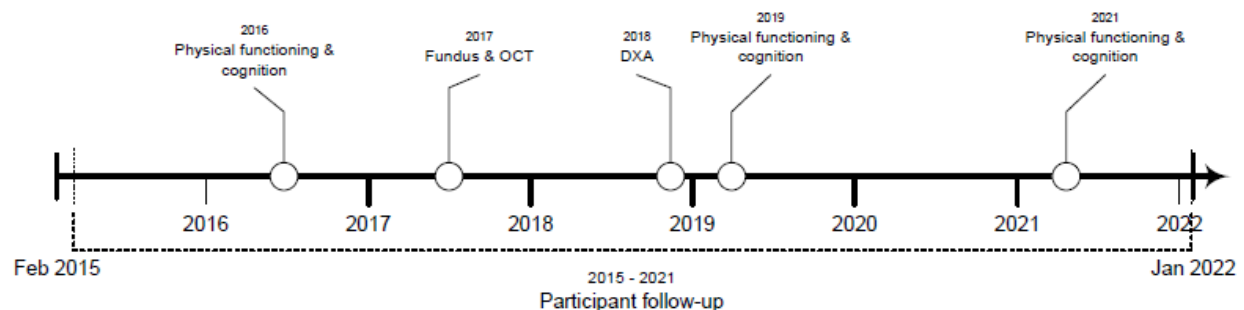 2016
Physical functioning &
cognition
2017
Fundus & OCT
2018
DXA
2019
Physical functioning &
cognition
2021
Physical functioning &
cognition
2016
2017
2018
2019
2020
2021
2022
Feb 2015
Jan 2022
2015 - 2021
Participant follow-up